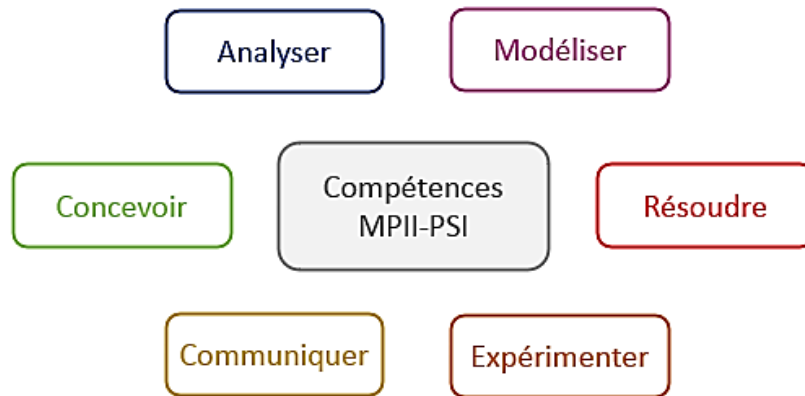 Analyser
Modéliser
Concevoir
Compétences
MPII-PSI
Résoudre
Communiquer
Expérimenter